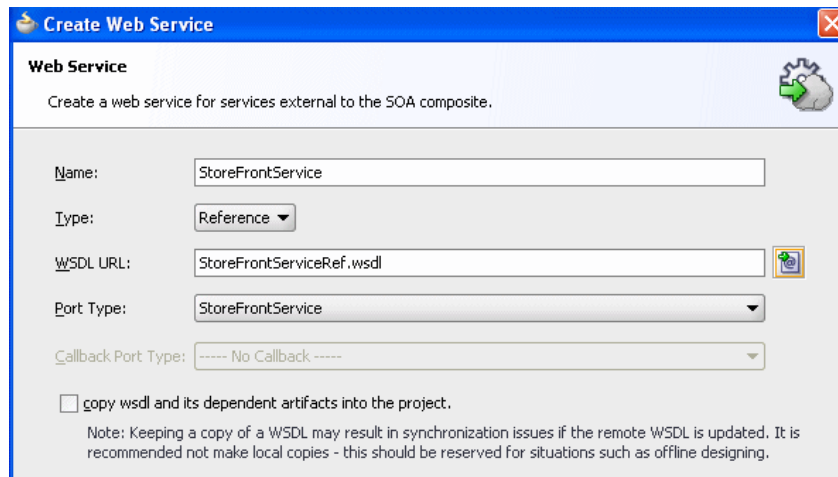 Create Web Service
Web Service
Create a web service for services external to the SOA composite.
Name: StoreFrontService
Type: Reference
WSDL URL: StoreFrontServiceRef.wsdl
Port Type: StoreFrontService
Callback Port Type: ----- No Callback -----
copy wsdl and its dependent artifacts into the project.
Note: Keeping a copy of a WSDL may result in synchronization issues if the remote WSDL is updated. It is
recommended not make local copies - this should be reserved for situations such as offline designing.